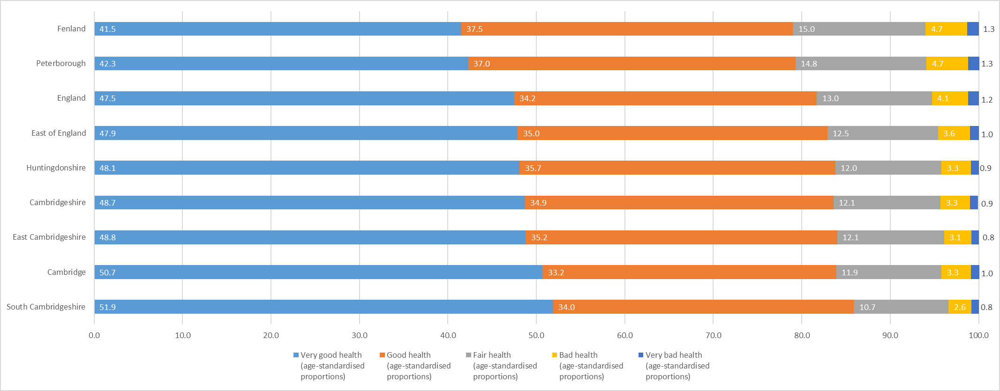 Fenland 41.5 37.5 15.0 4.7 1.3
Peterborough 42.3 37.0 14.8 4.7 1.3
England 47.5 34.2 13.0 4.1 1.2
East of England 47.9 35.0 12.5 3.6 1.0
Huntingdonshire 48.1 35.7 12.0 3.3 0.9
Cambridgeshire 48.7 34.9 12.1 3.3 0.9
East Cambridgeshire 48.8 35.2 12.1 3.1 0.8
Cambridge 50.7 33.2 11.9 3.3 1.0
South Cambridgeshire 51.9 34.0 10.7 2.6 0.8
0.0 10.0 20.0 30.0 40.0 50.0 60.0 70.0 80.0 90.0 100.0
Very good health
(age-standardised
proportions)
Good health
(age-standardised
proportions)
Fair health
(age-standardised
proportions)
Bad health
(age-standardised
proportions)
Very bad health
(age-standardised
proportions)